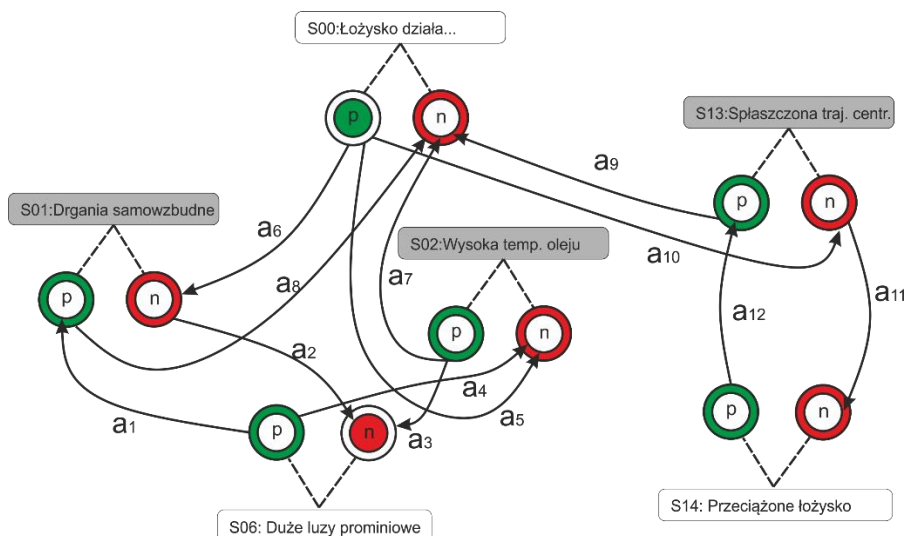 S00:Łożysko działa...
p
n
S13:Spłaszczona traj. centr.
a9
p
n
S01:Drgania samowzbudne
a6
S02:Wysoka temp. oleju
a10
p
n
a8
a7
a11
a12
p
n
a2
a4
a1
p
n
a3
a5
p
n
S06: Duże luzy prominiowe
S14: Przeciążone łożysko